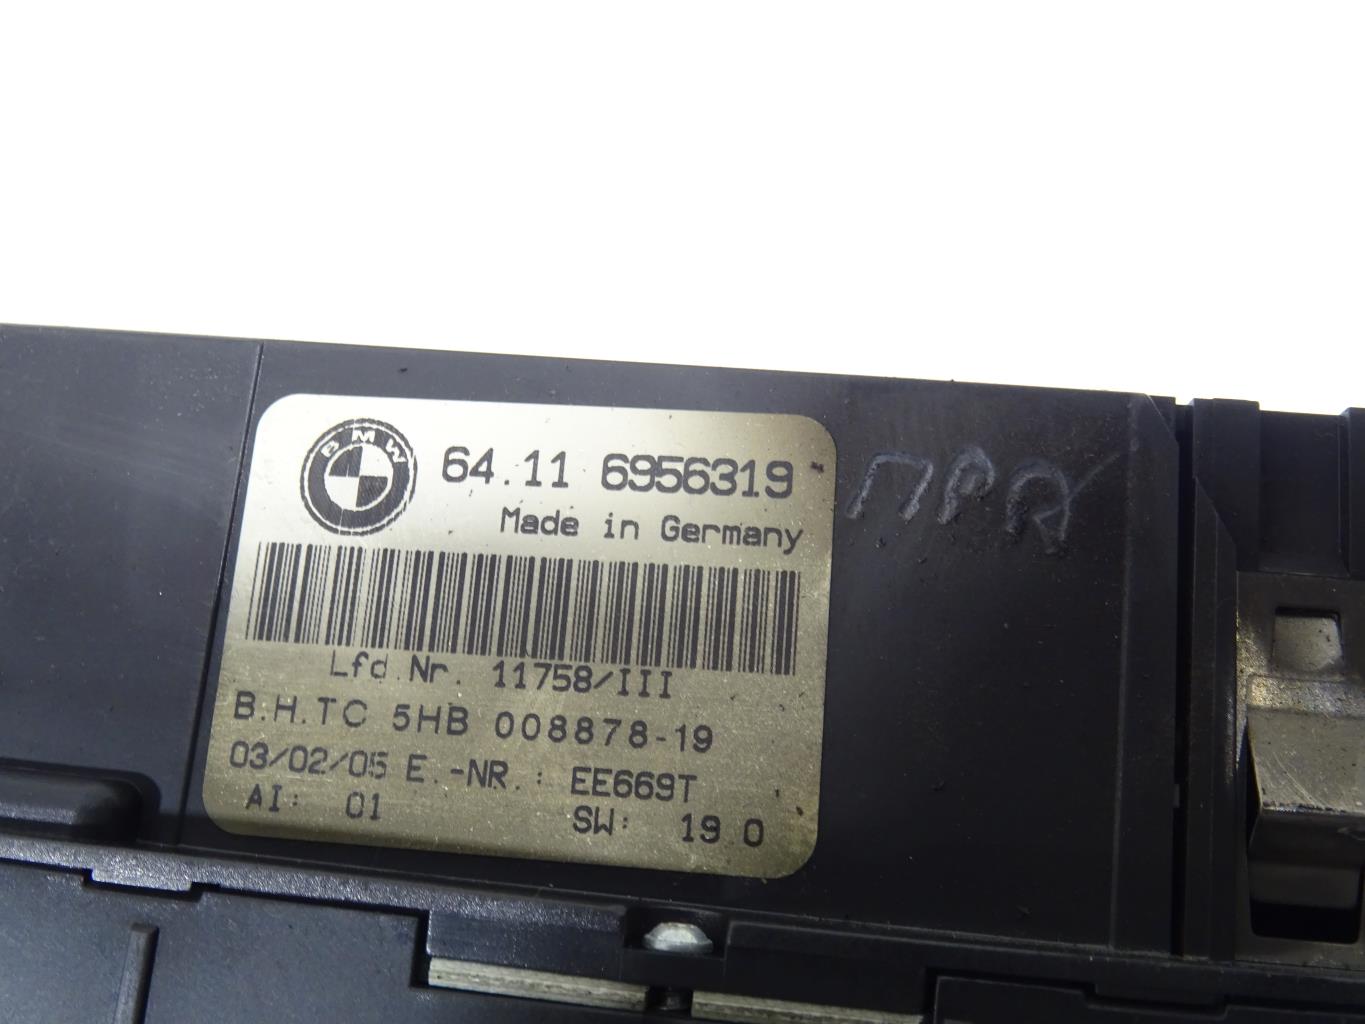 BMW
64.11 6956319
Made in Germany
Lfd.Nr. 11758/III
B.H.TC 5HB 008878-19
03/02/05 E.-NR.: EE669T
AI: 01 SW: 19.0